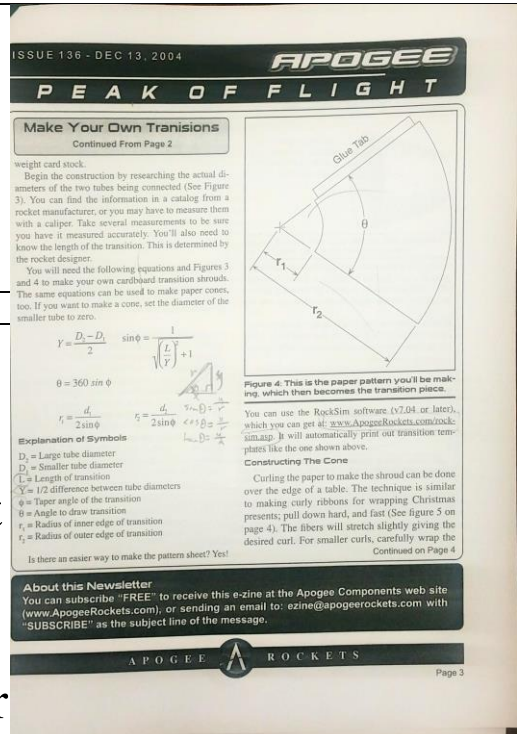 ISSUE 136 - DEC 13, 2004
APOGEE
PEAK OF FLIGHT
Make Your Own Tranisions
Continued From Page 2
weight card stock.
Begin the construction by researching the actual di-
ameters of the two tubes being connected (See Figure
3). You can find the information in a catalog from a
rocket manufacturer, or you may have to measure them
with a caliper. Take several measurements to be sure
you have it measured accurately. You'll also need to
know the length of the transition. This is determined by
the rocket designer.
You will need the following equations and Figures 3
and 4 to make your own cardboard transition shrouds.
The same equations can be used to make paper cones,
too. If you want to make a cone, set the diameter of the
smaller tube to zero.
Y = (D₂ - D₁) / 2 sin φ = 1 / √((L/Y)² + 1)
θ = 360 sin φ
r₁ = d₁ / 2 sin φ r₂ = d₂ / 2 sin φ
Sin θ = y/r
cos θ = x/r
Explanation of Symbols
D₂ = Large tube diameter
D₁ = Smaller tube diameter
L = Length of transition
Y = 1/2 difference between tube diameters
φ = Taper angle of the transition
θ = Angle to draw transition
r₁ = Radius of inner edge of transition
r₂ = Radius of outer edge of transition
Is there an easier way to make the pattern sheet? Yes!
Glue Tab
θ
r₁
r₂
Figure 4: This is the paper pattern you'll be mak-
ing, which then becomes the transition piece.
You can use the RockSim software (v7.04 or later),
which you can get at: www.ApogeeRockets.com/rock-
sim.asp. It will automatically print out transition tem-
plates like the one shown above.
Constructing The Cone
Curling the paper to make the shroud can be done
over the edge of a table. The technique is similar
to making curly ribbons for wrapping Christmas
presents; pull down hard, and fast (See figure 5 on
page 4). The fibers will stretch slightly giving the
desired curl. For smaller curls, carefully wrap the
Continued on Page 4
About this Newsletter
You can subscribe "FREE" to receive this e-zine at the Apogee Components web site
(www.ApogeeRockets.com), or sending an email to: ezine@apogeerockets.com with
"SUBSCRIBE" as the subject line of the message.
APOGEE ROCKETS
Page 3